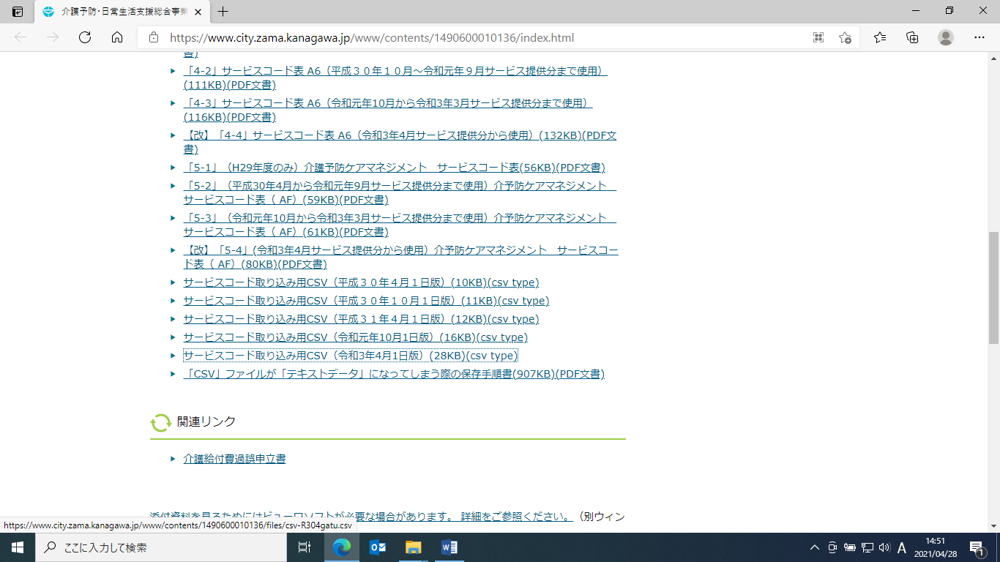 介護予防・日常生活支援総合事業
https://www.city.zama.kanagawa.jp/www/contents/1490600010136/index.html
書)
「4-2」サービスコード表 A6（平成３０年１０月～令和元年９月サービス提供分まで使用）
(111KB)(PDF文書)
「4-3」サービスコード表 A6（令和元年10月から令和3年3月サービス提供分まで使用）
(116KB)(PDF文書)
【改】「4-4」サービスコード表 A6（令和3年4月サービス提供分から使用）(132KB)(PDF文
書)
「5-1」（H29年度のみ）介護予防ケアマネジメント　サービスコード表(56KB)(PDF文書)
「5-2」（平成30年4月から令和元年9月サービス提供分まで使用）介予防ケアマネジメント
サービスコード表（ AF）(59KB)(PDF文書)
「5-3」（令和元年10月から令和3年3月サービス提供分まで使用）介予防ケアマネジメント
サービスコード表（ AF）(61KB)(PDF文書)
【改】「5-4」(令和3年4月サービス提供分から使用）介予防ケアマネジメント　サービスコー
ド表（ AF）(80KB)(PDF文書)
サービスコード取り込み用CSV（平成３０年４月１日版）(10KB)(csv type)
サービスコード取り込み用CSV（平成３０年１０月１日版）(11KB)(csv type)
サービスコード取り込み用CSV（平成３１年４月１日版）(12KB)(csv type)
サービスコード取り込み用CSV（令和元年10月1日版）(16KB)(csv type)
サービスコード取り込み用CSV（令和3年4月1日版）(28KB)(csv type)
「CSV」ファイルが「テキストデータ」になってしまう際の保存手順書(907KB)(PDF文書)
関連リンク
介護給付費過誤申立書
添付資料を見るためにはビューワソフトが必要な場合があります。 詳細をご参照ください。（別ウィン
https://www.city.zama.kanagawa.jp/www/contents/1490600010136/files/csv-R304gatu.csv
ここに入力して検索
A
14:51
2021/04/28
1